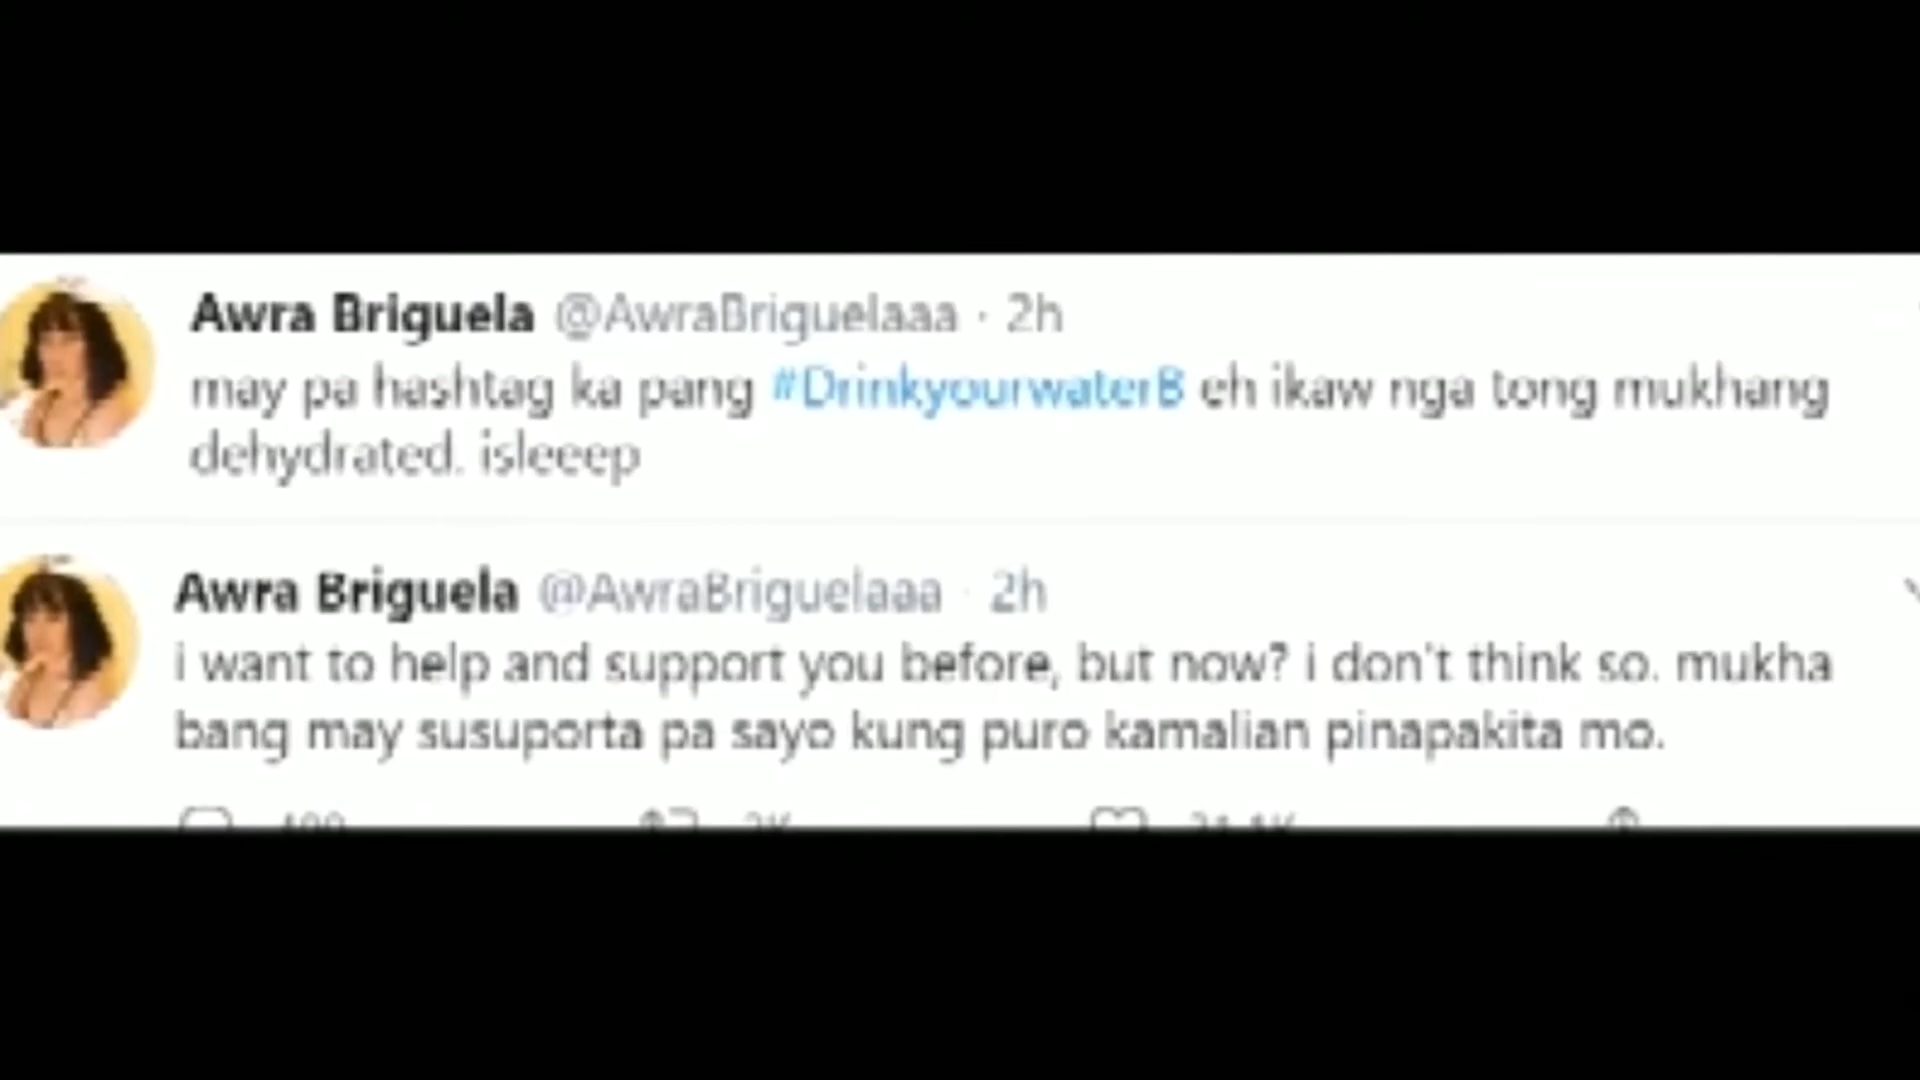 Awra Briguela @AwraBriguelaaa · 2h
may pa hashtag ka pang #DrinkyourwaterB eh ikaw nga tong mukhang
dehydrated. isleeep
Awra Briguela @AwraBriguelaaa · 2h
i want to help and support you before, but now? i don't think so. mukha
bang may susuporta pa sayo kung puro kamalian pinapakita mo.